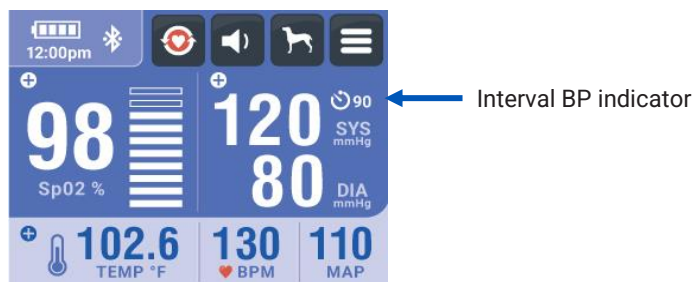 12:00pm
98
Sp02 %
120
90
SYS
mmHg
80
DIA
mmHg
102.6
TEMP °F
130
BPM
110
MAP
Interval BP indicator